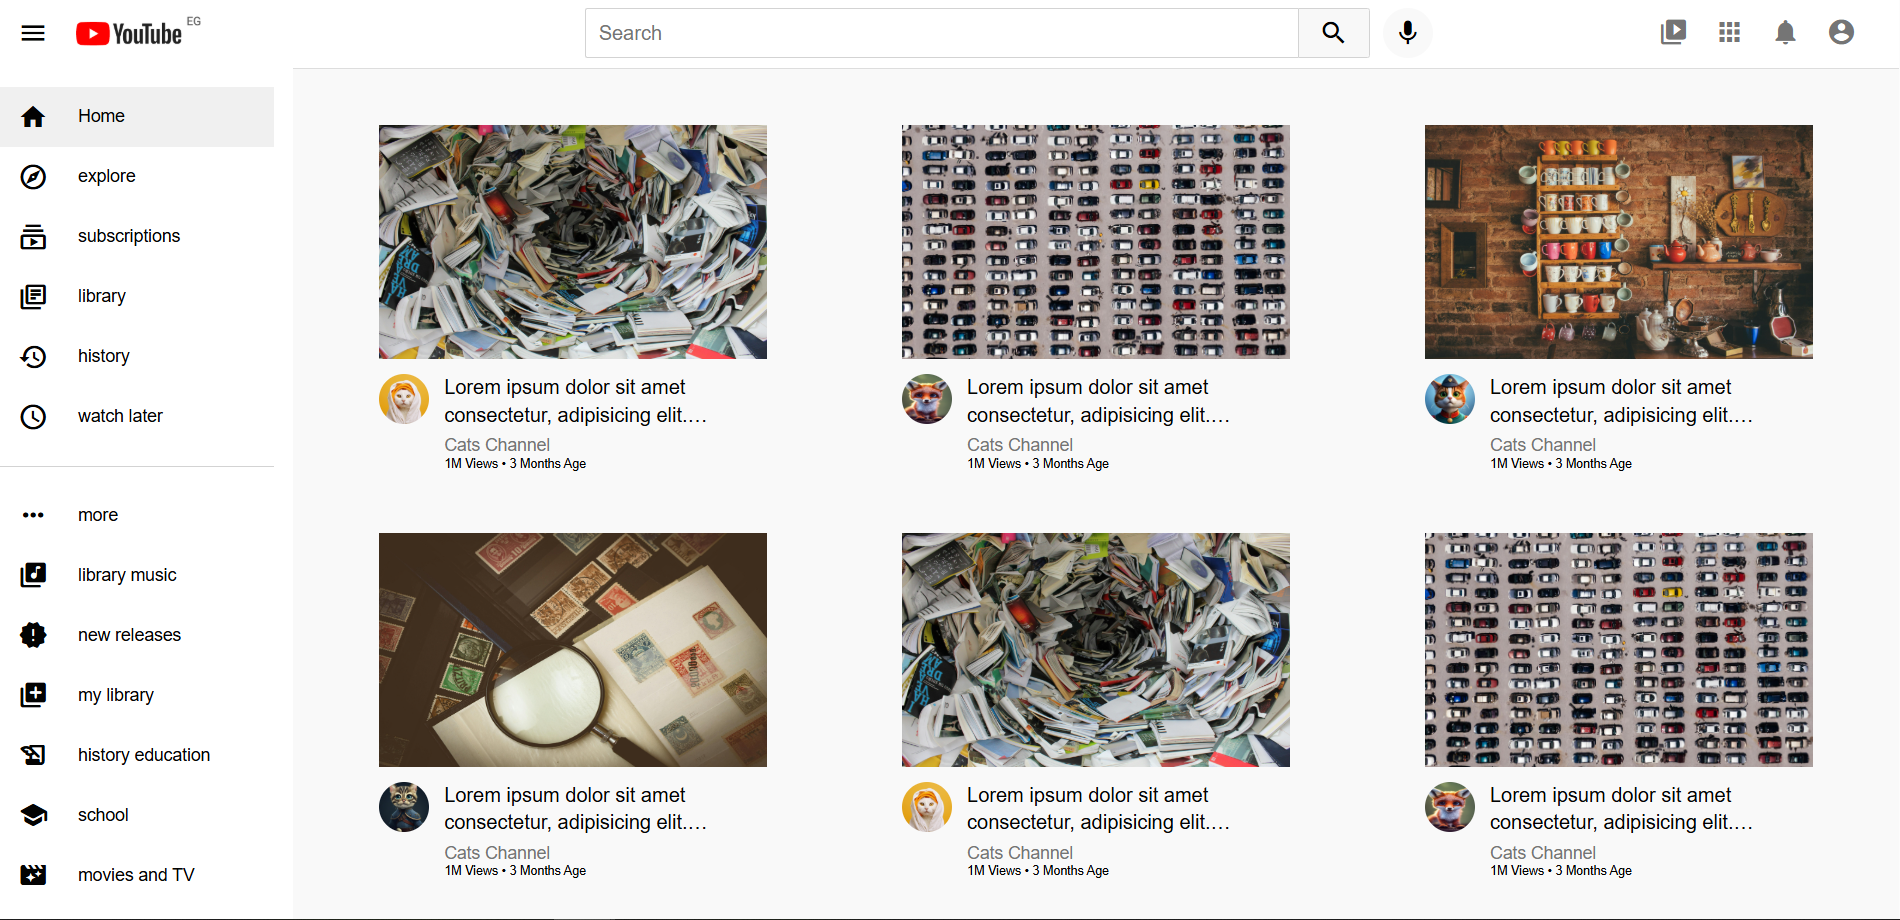 YouTube EG
Search
Home
explore
subscriptions
library
history
watch later
more
library music
new releases
my library
history education
school
movies and TV
Lorem ipsum dolor sit amet
consectetur, adipisicing elit.…
Cats Channel
1M Views • 3 Months Age
Lorem ipsum dolor sit amet
consectetur, adipisicing elit.…
Cats Channel
1M Views • 3 Months Age
Lorem ipsum dolor sit amet
consectetur, adipisicing elit.…
Cats Channel
1M Views • 3 Months Age
Lorem ipsum dolor sit amet
consectetur, adipisicing elit.…
Cats Channel
1M Views • 3 Months Age
Lorem ipsum dolor sit amet
consectetur, adipisicing elit.…
Cats Channel
1M Views • 3 Months Age
Lorem ipsum dolor sit amet
consectetur, adipisicing elit.…
Cats Channel
1M Views • 3 Months Age